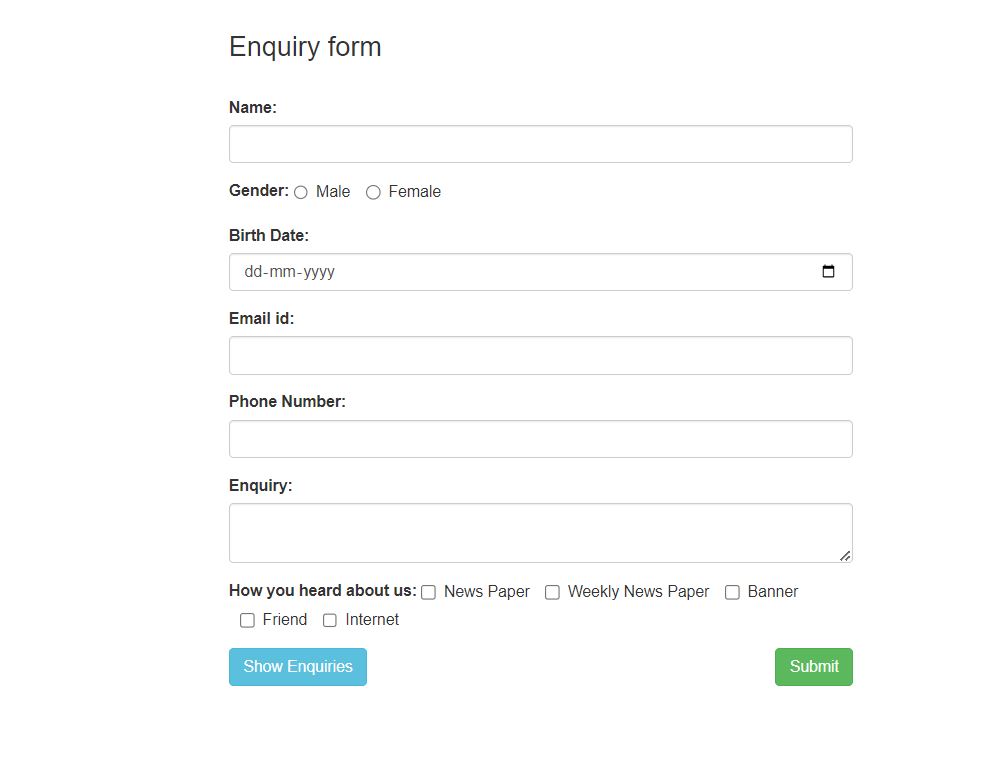 Enquiry form
Name:
Gender: Male Female
Birth Date:
dd-mm-yyyy
Email id:
Phone Number:
Enquiry:
How you heard about us: News Paper Weekly News Paper Banner
Friend Internet
Show Enquiries Submit